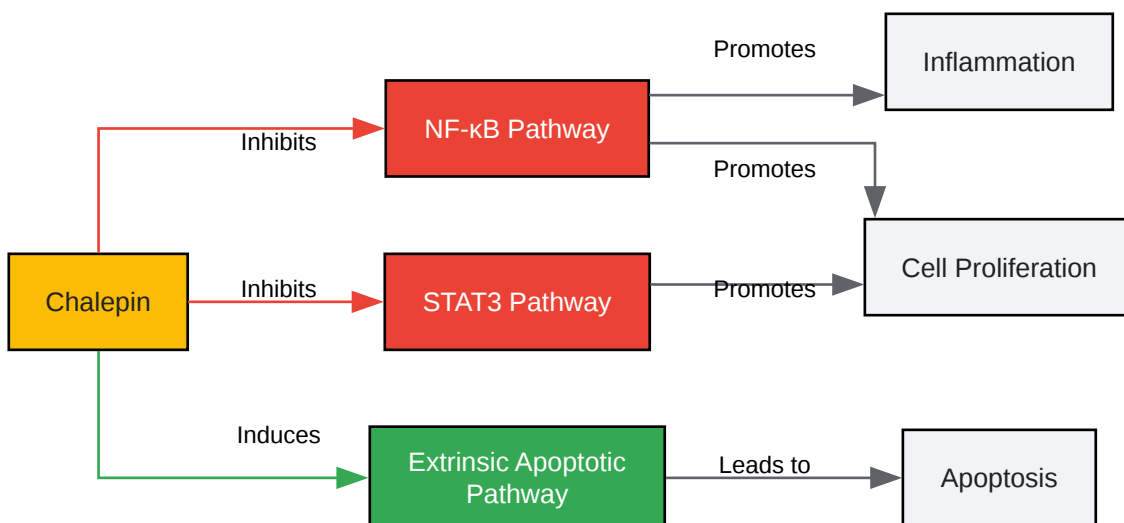 Promotes
Inflammation
Inhibits
NF-κB Pathway
Promotes
Chalepin
Inhibits
STAT3 Pathway
Promotes
Cell Proliferation
Induces
Extrinsic Apoptotic
Pathway
Leads to
Apoptosis